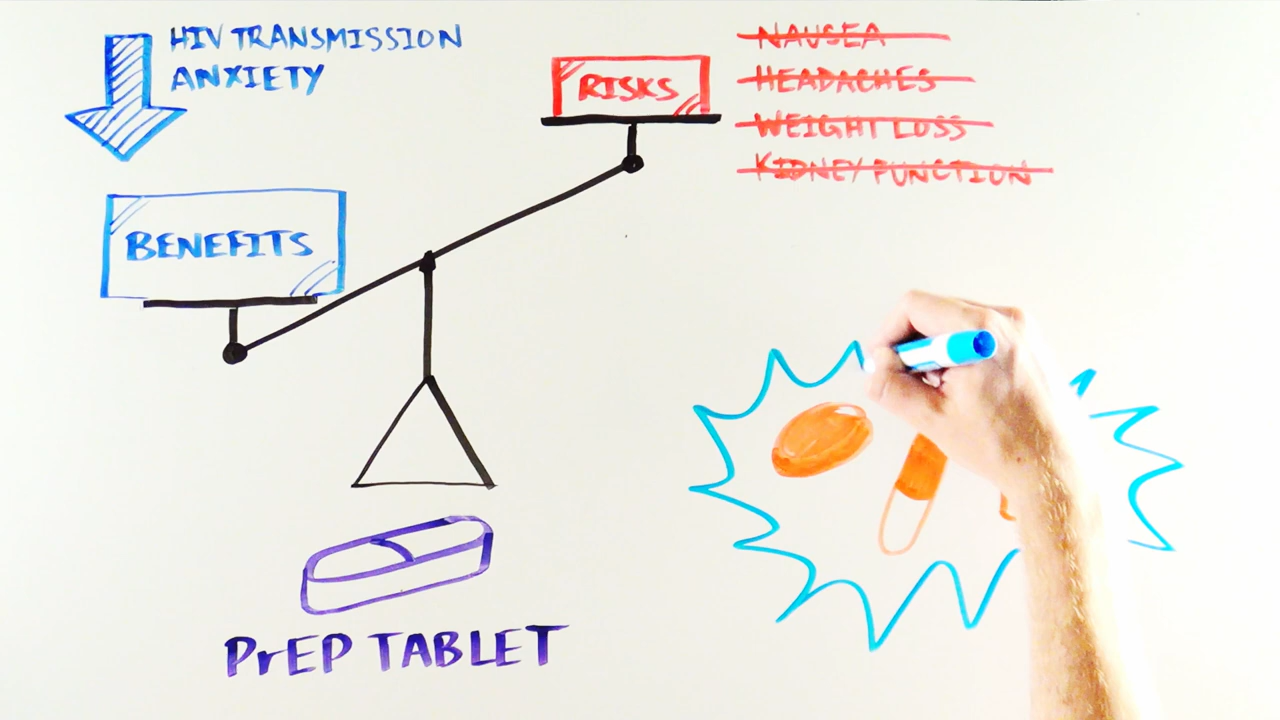 HIV TRANSMISSION
ANXIETY
BENEFITS
RISKS
NAUSEA
HEADACHES
WEIGHT LOSS
KIDNEY FUNCTION
PrEP TABLET